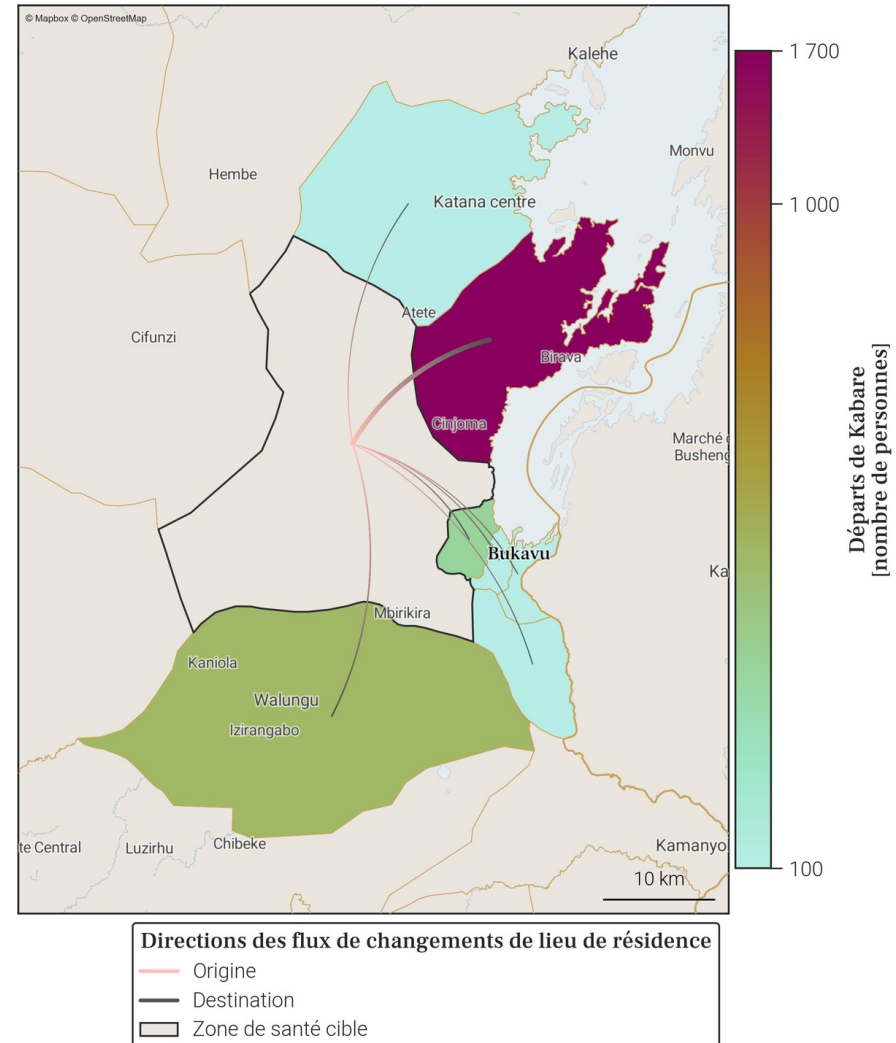 © Mapbox © OpenStreetMap
Kalehe
1 700
Monvu
Hembe
Katana centre
1 000
Atete
Cifunzi
Birava
Cinjoma
Marché
Busheng
Départs de Kabare
[nombre de personnes]
Bukavu
Ka
Mbirikira
Kaniola
Walungu
Izirangabo
te Central
Luzirhu
Chibeke
Kamanyo
10 km
100
Directions des flux de changements de lieu de résidence
Origine
Destination
Zone de santé cible